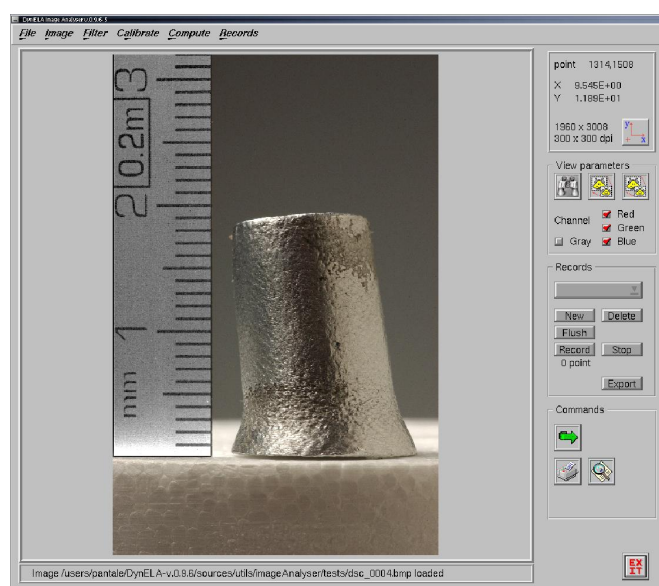 DynELA Image Analyser v.0.9.6
File Image Filter Calibrate Compute Records
point 1314,1508
X 9.545E+00
Y 1.189E+01
1960 x 3008
300 x 300 dpi
y
x
View parameters
Channel
Red
Green
Gray
Blue
Records
New
Delete
Flush
Record
Stop
0 point
Export
Commands
EX
IT
3
0.2m
2
1
mm
Image /users/pantale/DynELA-v.0.9.6/sources/utils/imageAnalyser/tests/dsc_0004.bmp loaded